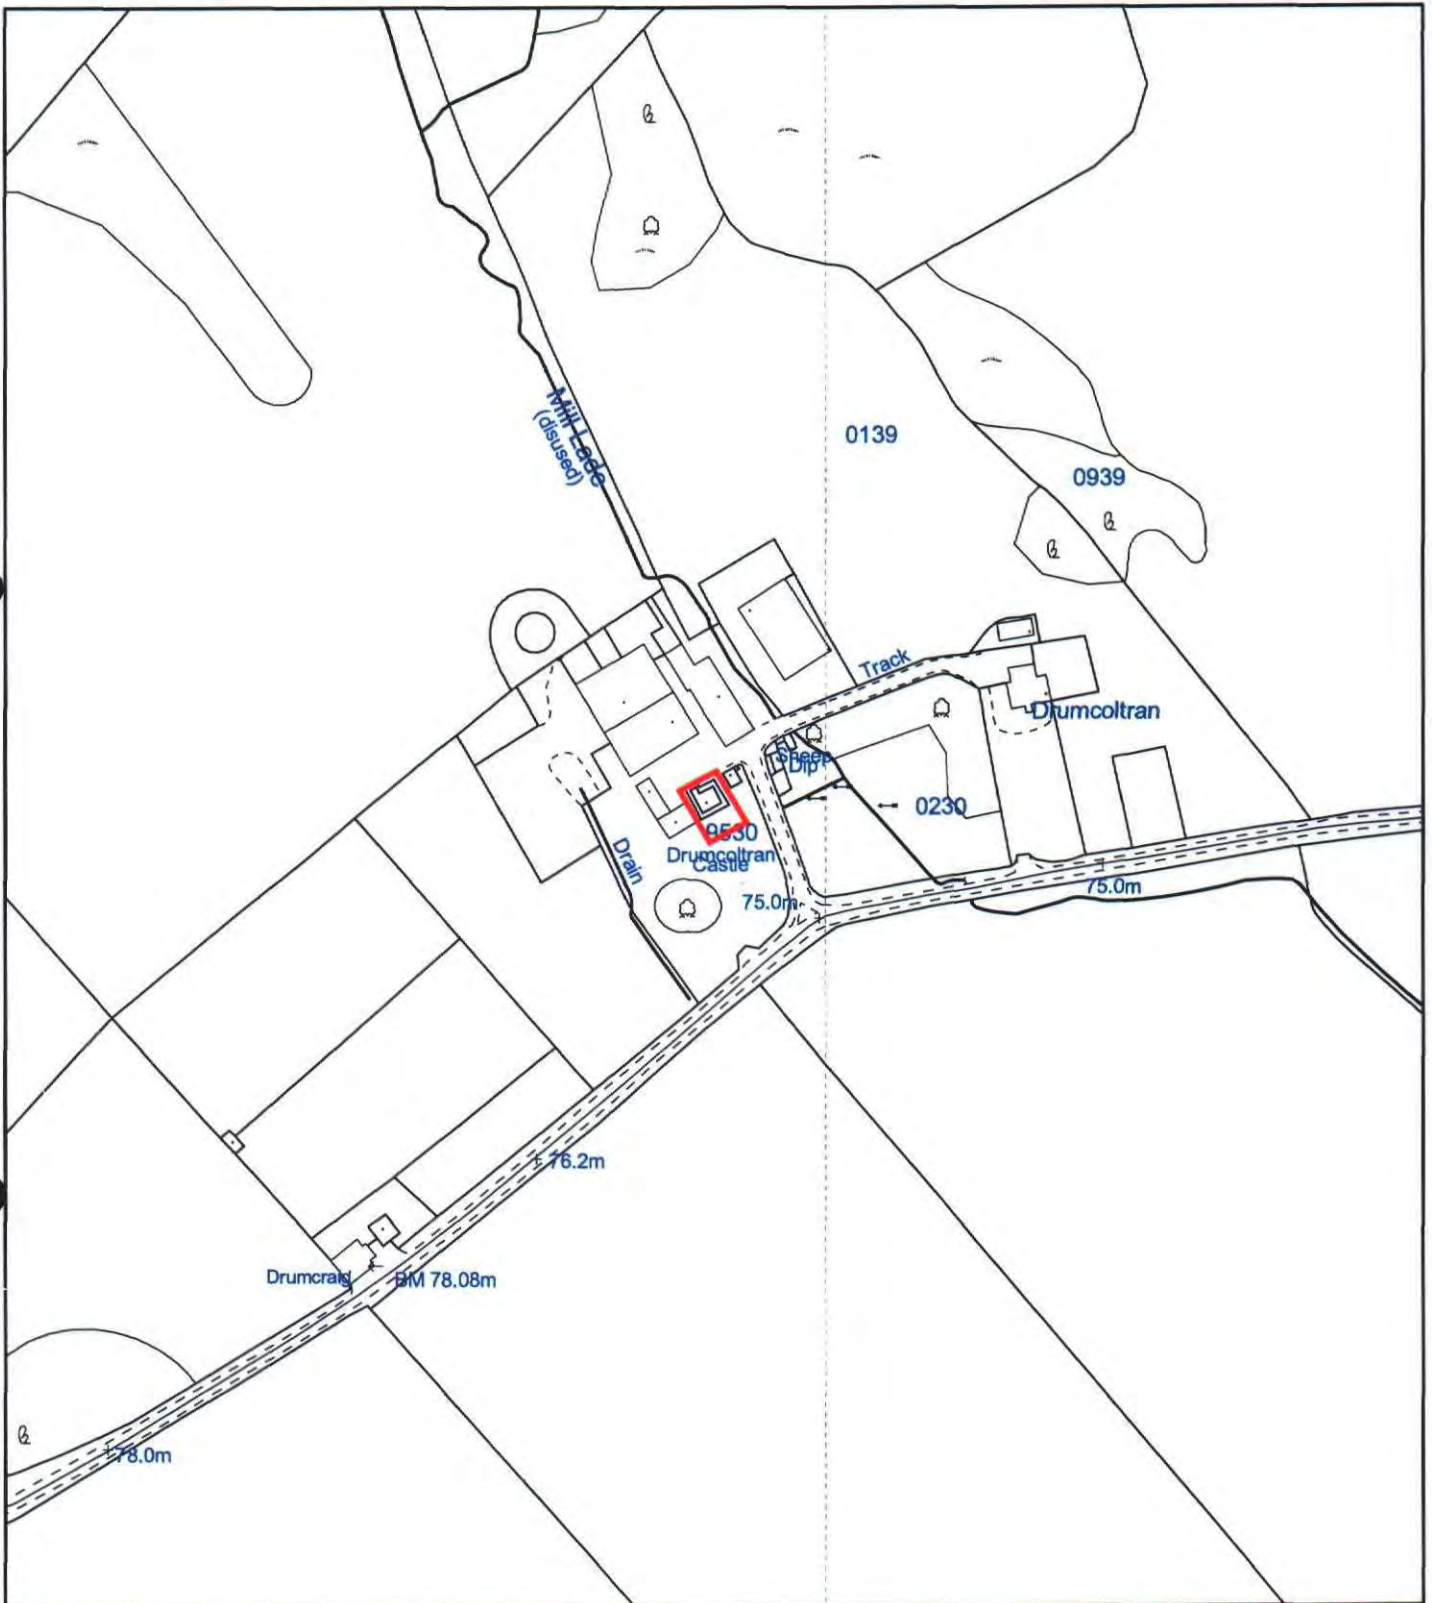 Mill Lade
(disused)
0139
0939
Track
Drumcoltran
Sheep
Dip
0230
9530
Drumcoltran
Castle
Drain
75.0m
75.0m
76.2m
Drumcraig
BM 78.08m
78.0m